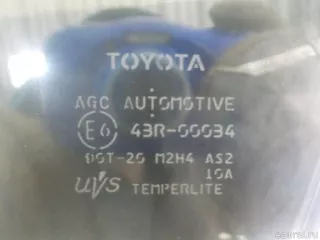 TOYOTA
AGC AUTOMOTIVE
E6 43R-00034
DOT-20 M2H4 AS2
10A
UVS TEMPERLITE